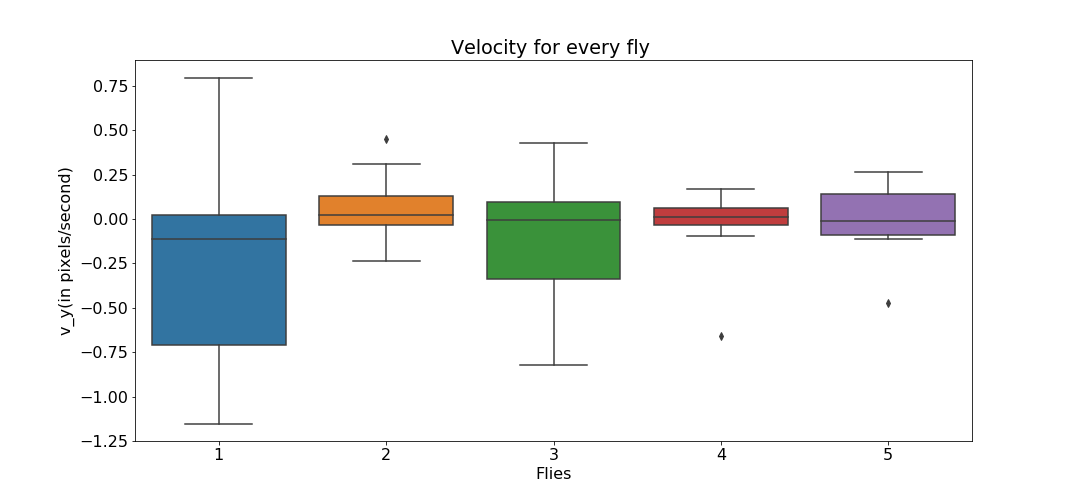 Velocity for every fly
v_y(in pixels/second)
0.75
0.50
0.25
0.00
−0.25
−0.50
−0.75
−1.00
−1.25
1 2 3 4 5
Flies